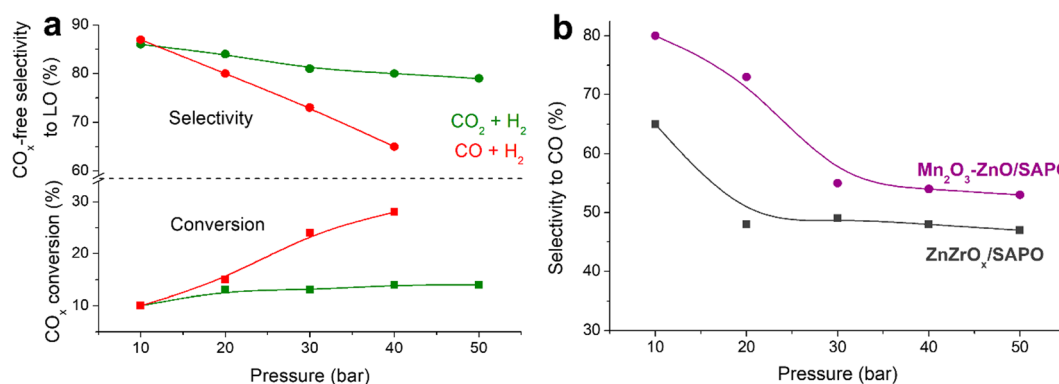 a
COₓ-free selectivity
to LO (%)
COₓ conversion (%)
90
80
70
60
30
20
10
Selectivity
CO₂ + H₂
CO + H₂
Conversion
10 20 30 40 50
Pressure (bar)
b
Selectivity to CO (%)
80
70
60
50
40
30
Mn₂O₃-ZnO/SAPO
ZnZrOₓ/SAPO
10 20 30 40 50
Pressure (bar)